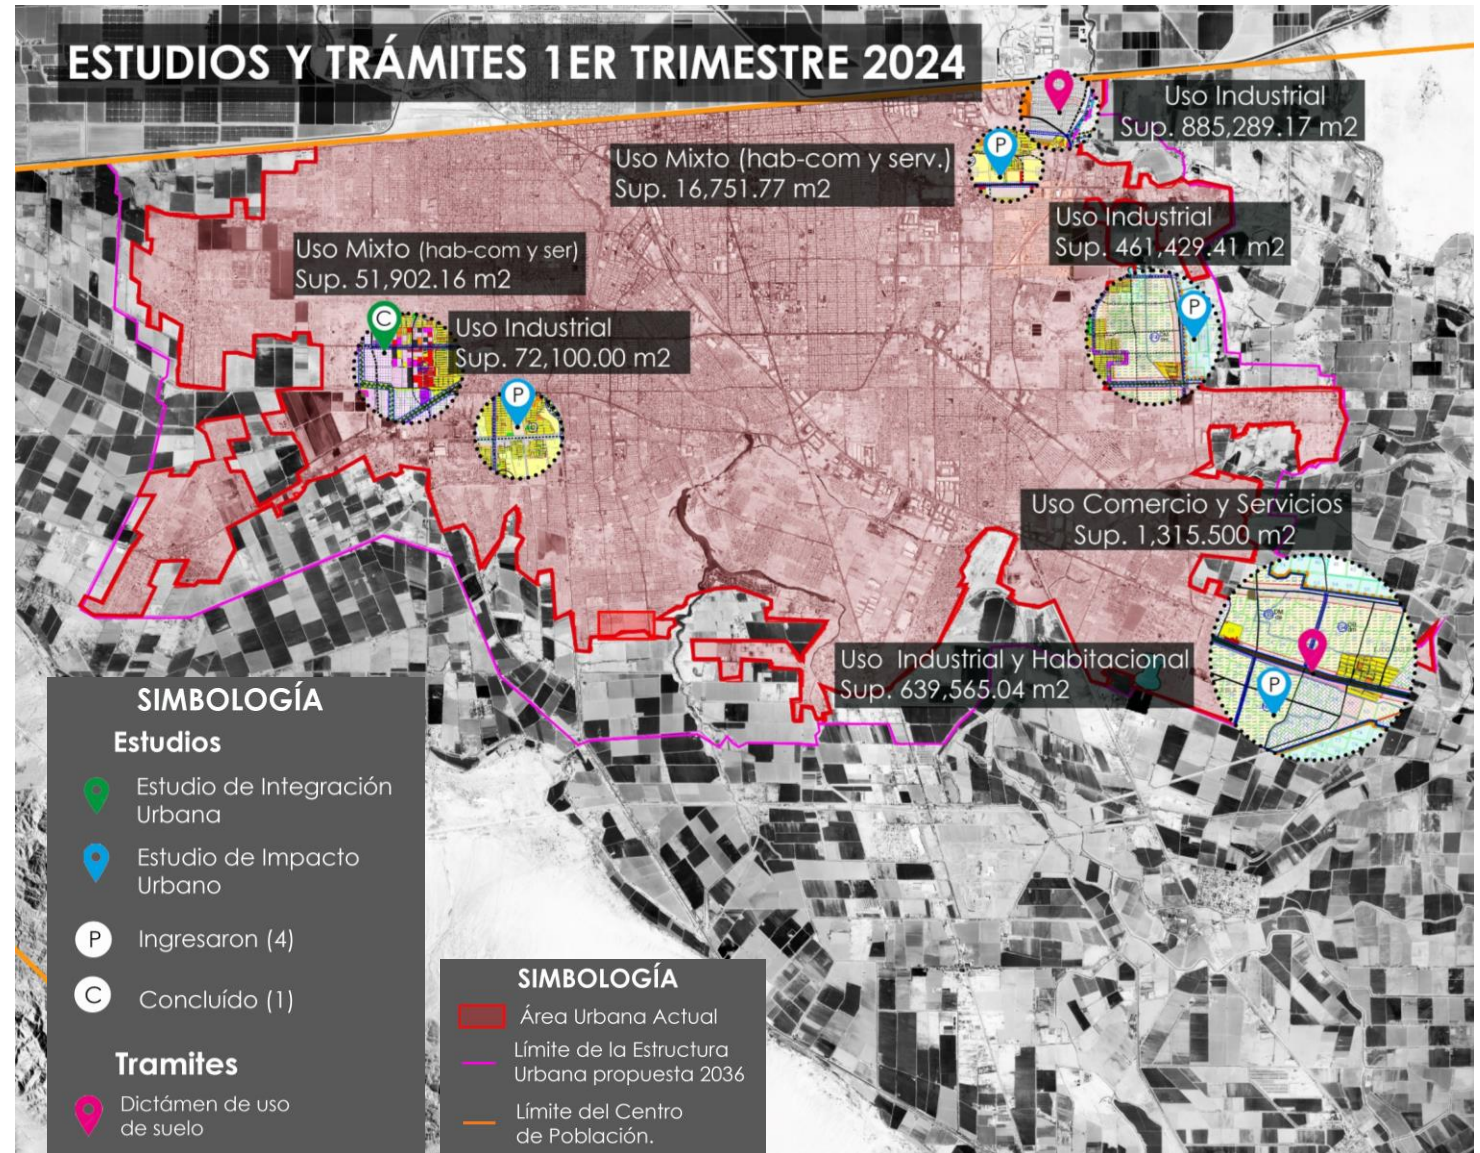 ESTUDIOS Y TRÁMITES 1ER TRIMESTRE 2024
Uso Industrial
Sup. 885,289.17 m2
P
Uso Mixto (hab-com y serv.)
Sup. 16,751.77 m2
Uso Industrial
Sup. 461,429.41 m2
P
Uso Mixto (hab-com y ser)
Sup. 51,902.16 m2
C
Uso Industrial
Sup. 72,100.00 m2
P
Uso Comercio y Servicios
Sup. 1,315.500 m2
Uso Industrial y Habitacional
Sup. 639,565.04 m2
P
SIMBOLOGÍA
Estudios
Estudio de Integración
Urbana
Estudio de Impacto
Urbano
P Ingresaron (4)
C Concluído (1)
Tramites
Dictámen de uso
de suelo
SIMBOLOGÍA
Área Urbana Actual
Límite de la Estructura
Urbana propuesta 2036
Límite del Centro
de Población.